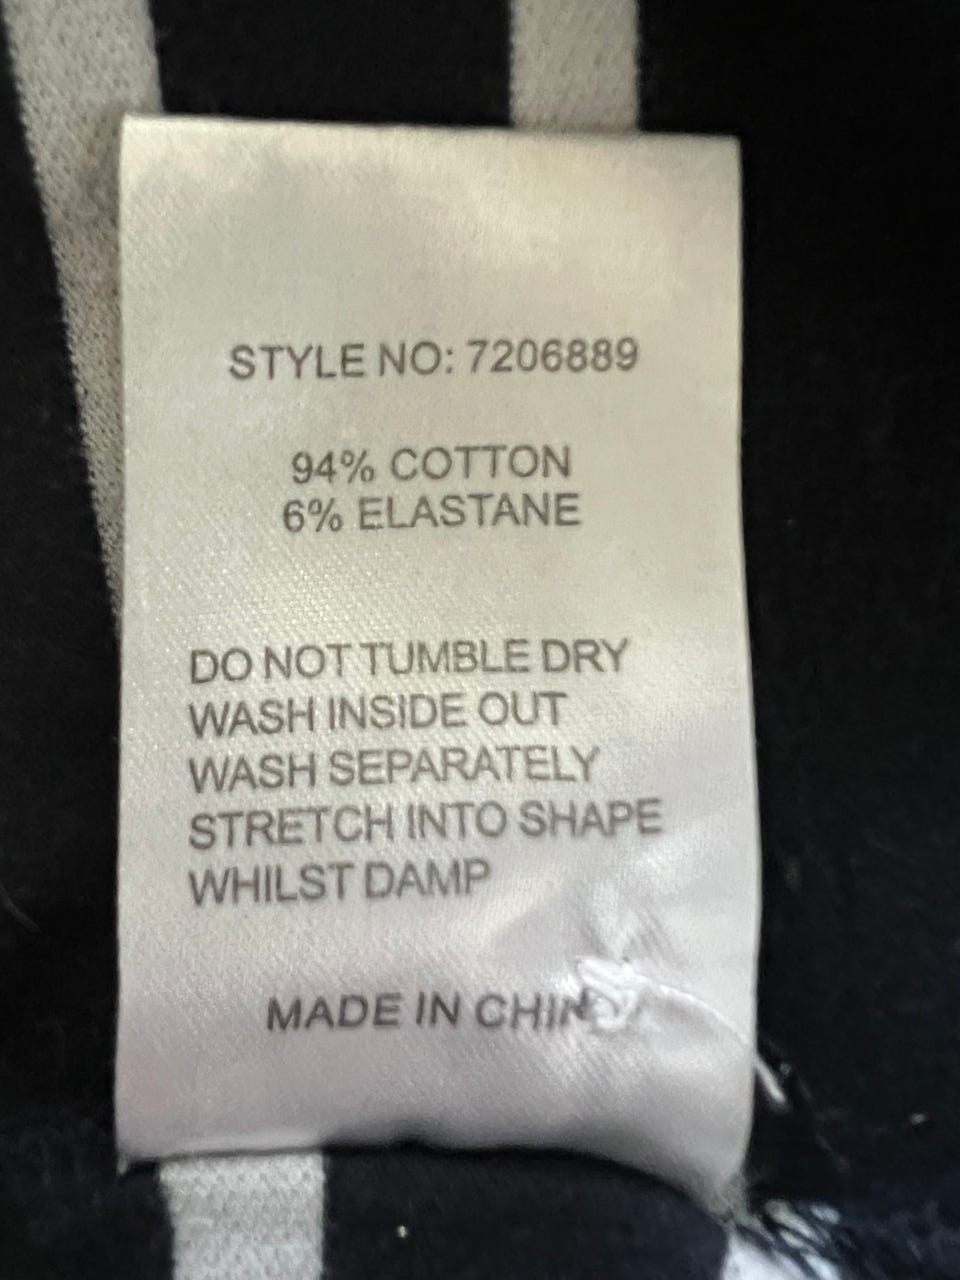 STYLE NO: 7206889
94% COTTON
6% ELASTANE
DO NOT TUMBLE DRY
WASH INSIDE OUT
WASH SEPARATELY
STRETCH INTO SHAPE
WHILST DAMP
MADE IN